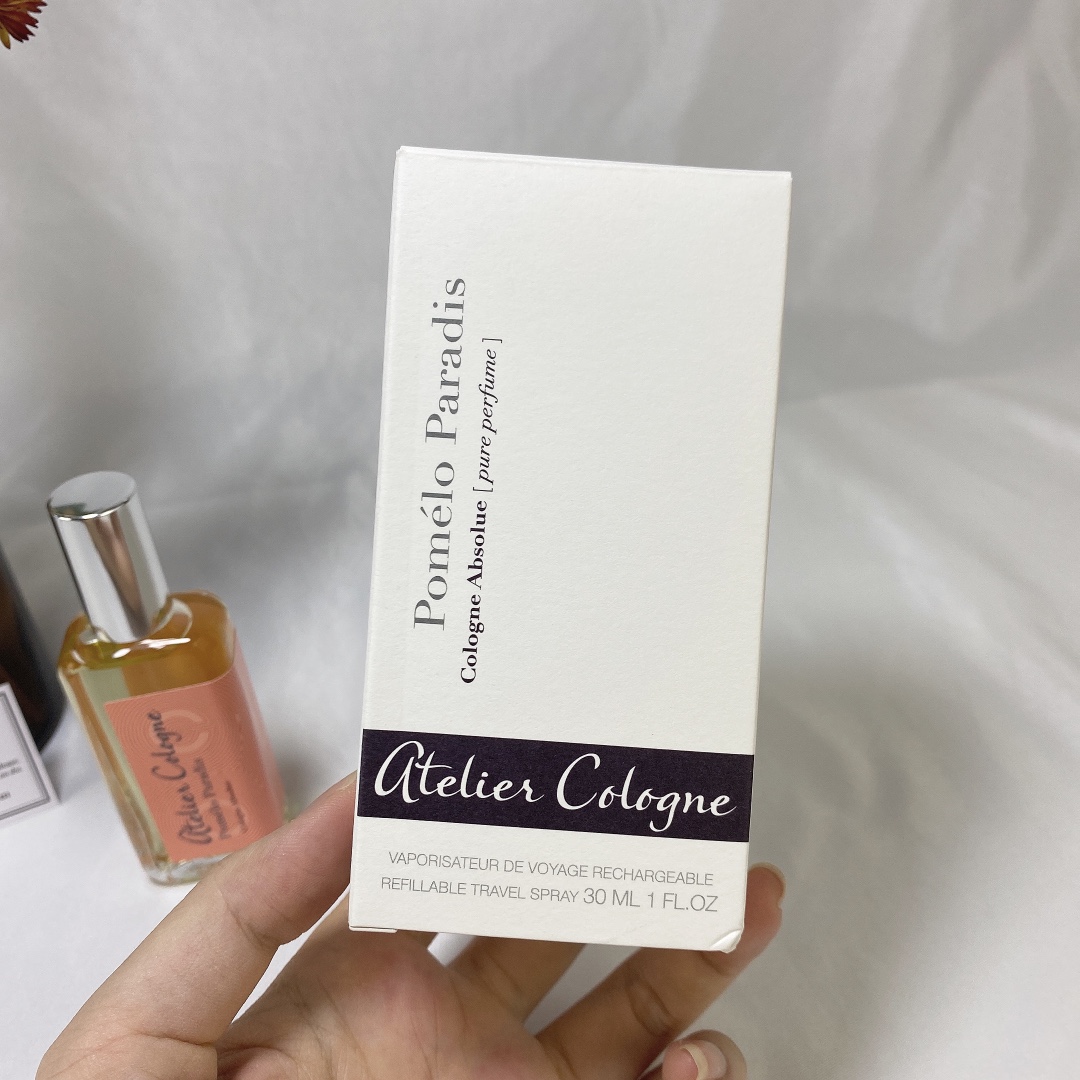 Pomélo Paradis
Cologne Absolue [pure perfume]
Atelier Cologne
VAPORISATEUR DE VOYAGE RECHARGEABLE
REFILLABLE TRAVEL SPRAY 30 ML 1 FL.OZ
Atelier Cologne
Pomélo Paradis